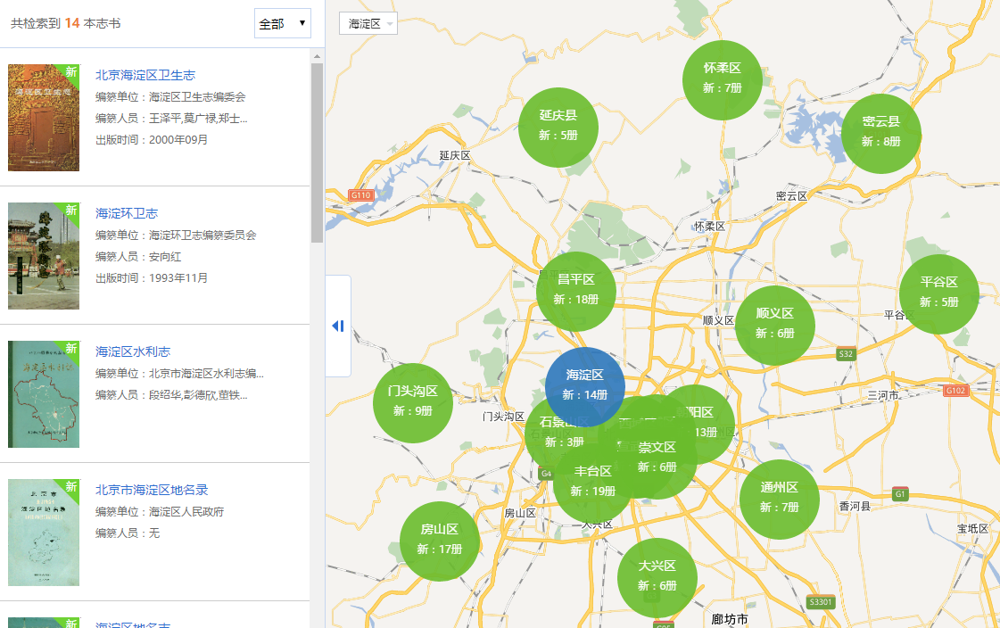 共检索到 14 本志书
全部
新
北京海淀区卫生志
编纂单位：海淀区卫生志编委会
编纂人员：王泽平,莫广禄,郑士...
出版时间：2000年09月
新
海淀环卫志
编纂单位：海淀环卫志编纂委员会
编纂人员：安向红
出版时间：1993年11月
新
海淀区水利志
编纂单位：北京市海淀区水利志编...
编纂人员：段绍华,彭德欣,董铁...
新
北京市
海淀区地名录
北京市海淀区地名录
编纂单位：海淀区人民政府
编纂人员：无
新
海淀区地名志
海淀区
怀柔区
新：7册
延庆县
新：5册
密云县
新：8册
延庆区
G110
密云区
怀柔区
昌平区
新：18册
平谷区
新：5册
平谷区
顺义区
顺义区
新：6册
S32
海淀区
新：14册
门头沟区
新：9册
三河市
G102
门头沟区
石景山区
新：3册
阳区
13册
崇文区
新：6册
G4
丰台区
新：19册
通州区
新：7册
G1
香河县
房山区
大兴区
宝坻区
房山区
新：17册
大兴区
新：6册
S3301
廊坊市